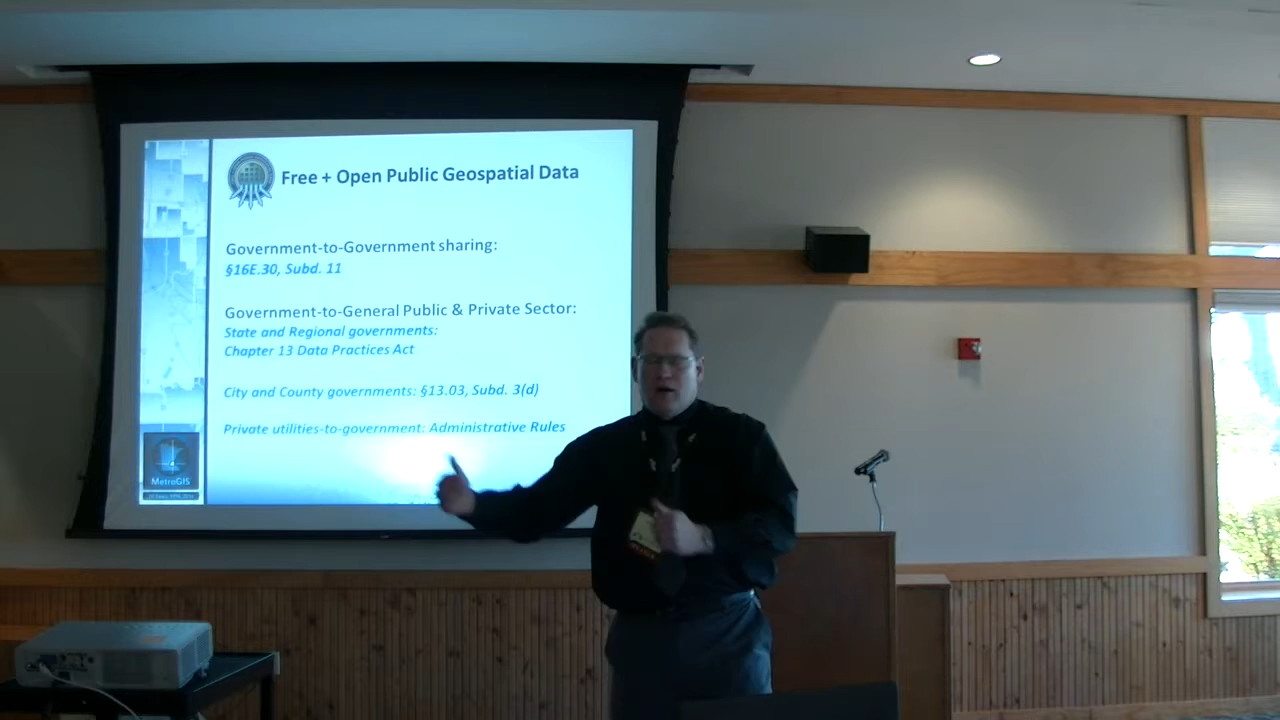 Free + Open Public Geospatial Data
Government-to-Government sharing:
§16E.30, Subd. 11
Government-to-General Public & Private Sector:
State and Regional governments:
Chapter 13 Data Practices Act
City and County governments: §13.03, Subd. 3(d)
Private utilities-to-government: Administrative Rules
MetroGIS